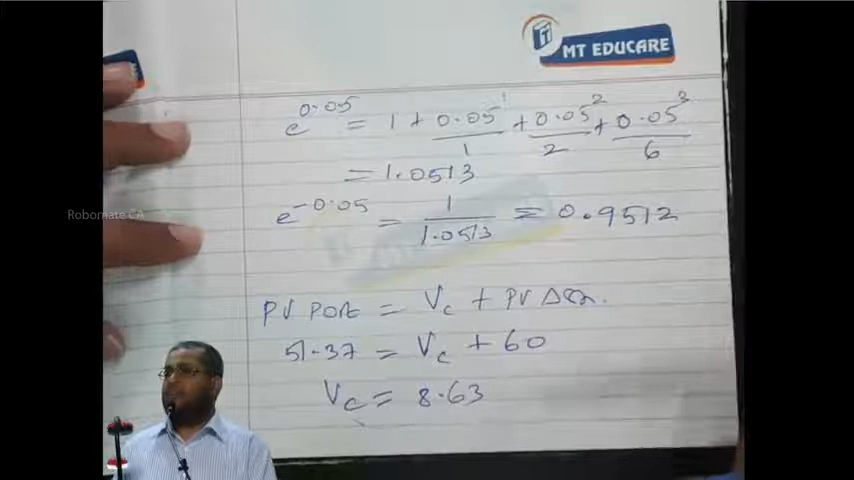 MT EDUCARE
e^0.05 = 1 + 0.05^1/1 + 0.05^2/2 + 0.05^3/6
= 1.0513
e^-0.05 = 1/1.0513 = 0.9512
Robomate CA
PV Port = Vc + PV
51.37 = Vc + 60
Vc = 8.63